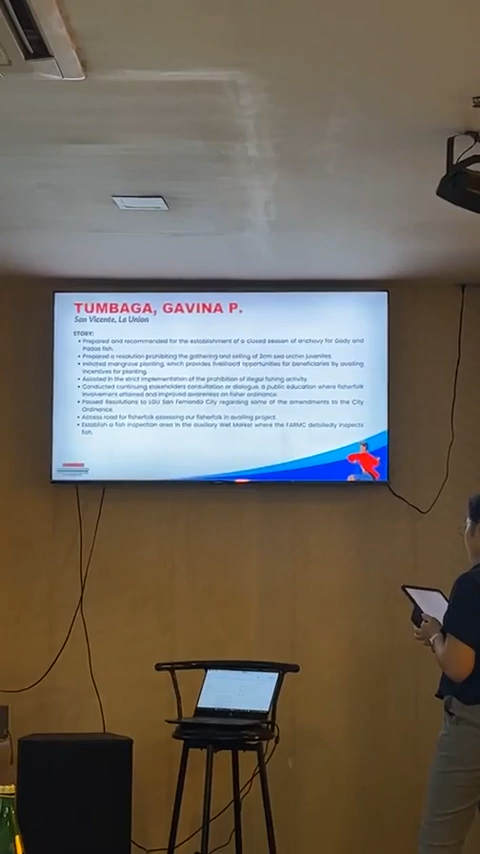 TUMBAGA, GAVINA P.
San Vicente, La Union
STORY:
• Prepared and recommended for the establishment of a closed season of anchovy for Gady and
Padas fish.
• Prepared a resolution prohibiting the gathering and selling of 2cm sea urchin juveniles.
• Initiated mangrove planting, which provides livelihood opportunities for beneficiaries by availing
incentives for planting.
• Assisted in the strict implementation of the prohibition of illegal fishing activity.
• Conducted continuing stakeholders consultation or dialogue, a public education where fisherfolk
involvement attained and improved awareness on fisher ordinance.
• Passed Resolutions to LGU San Fernando City regarding some of the amendments to the City
Ordinance.
• Access road for fisherfolk assessing our fisherfolk in availing project.
• Establish a fish inspection area in the auxiliary Wet Market where the FARMC detailedly inspects
fish.